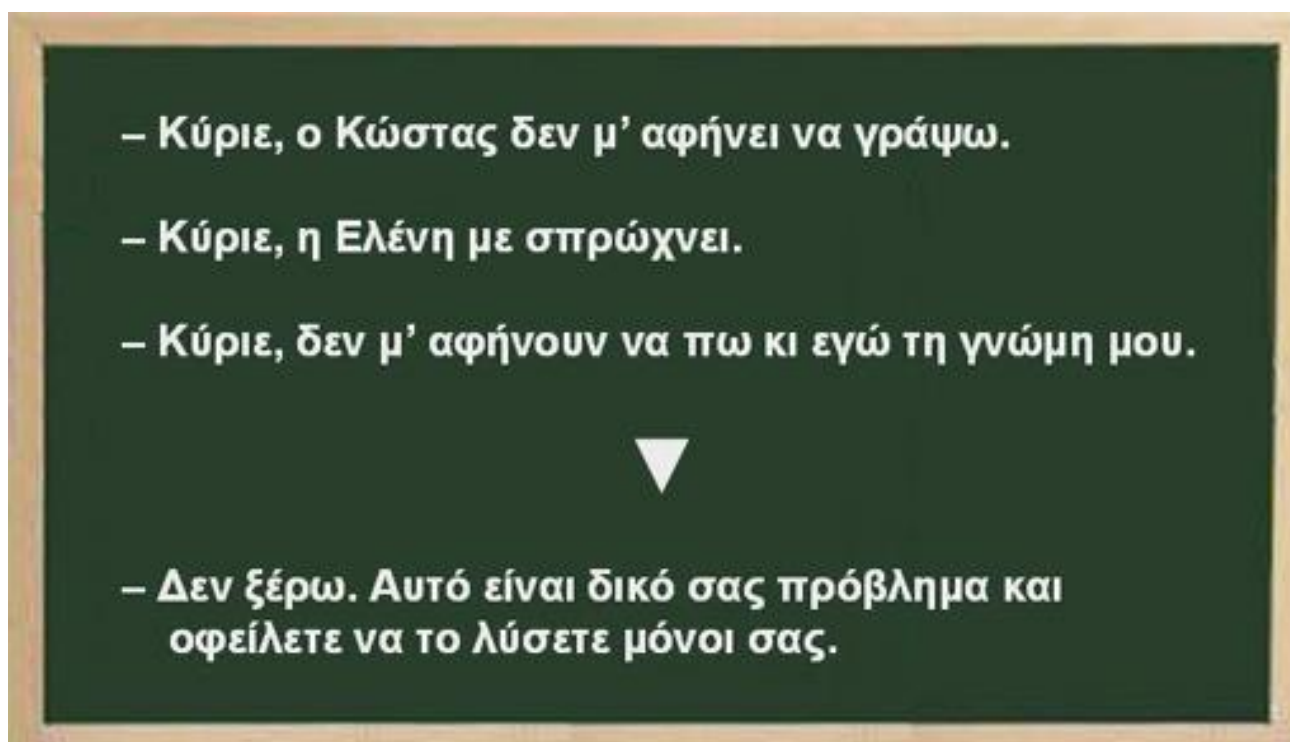 – Κύριε, ο Κώστας δεν μ’ αφήνει να γράψω.
– Κύριε, η Ελένη με σπρώχνει.
– Κύριε, δεν μ’ αφήνουν να πω κι εγώ τη γνώμη μου.
– Δεν ξέρω. Αυτό είναι δικό σας πρόβλημα και
οφείλετε να το λύσετε μόνοι σας.